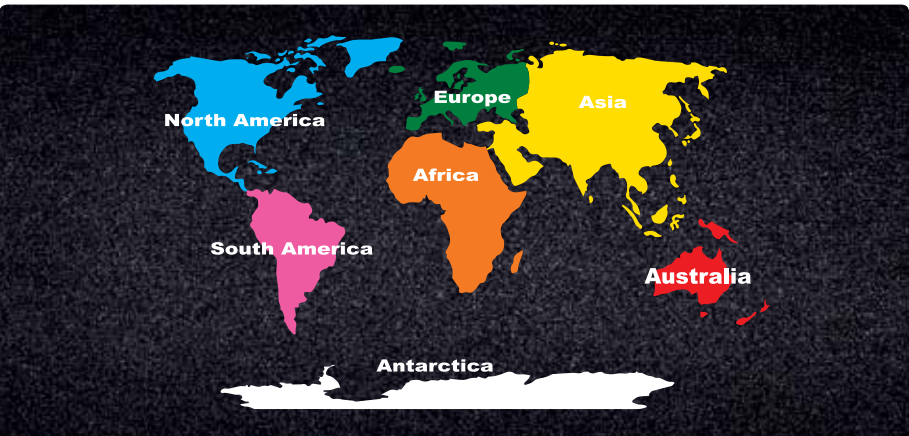 Europe
Asia
North America
Africa
South America
Australia
Antarctica